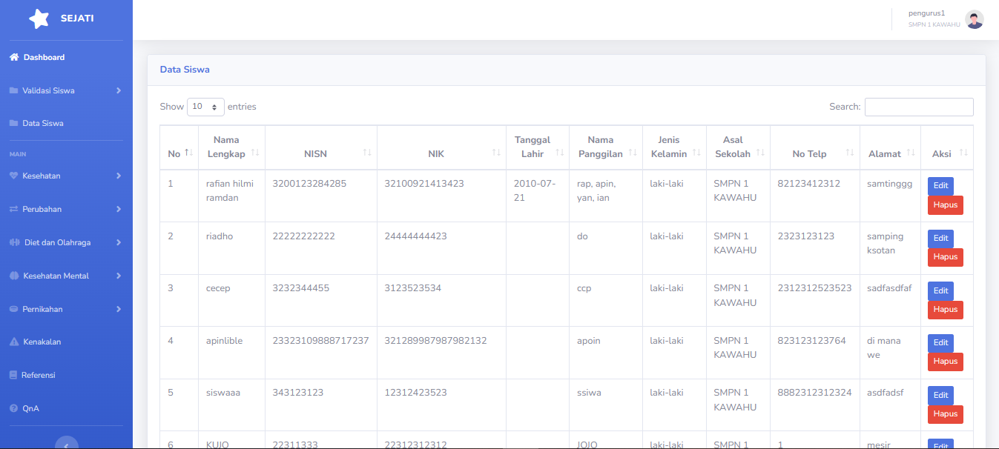 SEJATI
pengurus1
SMPN 1 KAWAHU
Dashboard
Validasi Siswa
Data Siswa
MAIN
Kesehatan
Perubahan
Diet dan Olahraga
Kesehatan Mental
Pernikahan
Kenakalan
Referensi
QnA
Data Siswa
Show 10 entries
Search:
No
Nama
Lengkap
NISN
NIK
Tanggal
Lahir
Nama
Panggilan
Jenis
Kelamin
Asal
Sekolah
No Telp
Alamat
Aksi
1
rafian hilmi
ramdan
3200123284285
32100921413423
2010-07-
21
rap, apin,
yan, ian
laki-laki
SMPN 1
KAWAHU
82123412312
samtinggg
Edit
Hapus
2
riadho
22222222222
24444444423
do
laki-laki
SMPN 1
KAWAHU
2323123123
samping
ksotan
Edit
Hapus
3
cecep
3232344455
3123523534
ccp
laki-laki
SMPN 1
KAWAHU
2312312523523
sadfasdfaf
Edit
Hapus
4
apinlible
23323109888717237
321289987987982132
apoin
laki-laki
SMPN 1
KAWAHU
823123123764
di mana
we
Edit
Hapus
5
siswaaa
343123123
12312423523
ssiwa
laki-laki
SMPN 1
KAWAHU
8882312312324
asdfadsf
Edit
Hapus
6
KUJO
22311333
22312312312
JOJO
laki-laki
SMPN 1
1
mesir
Edit